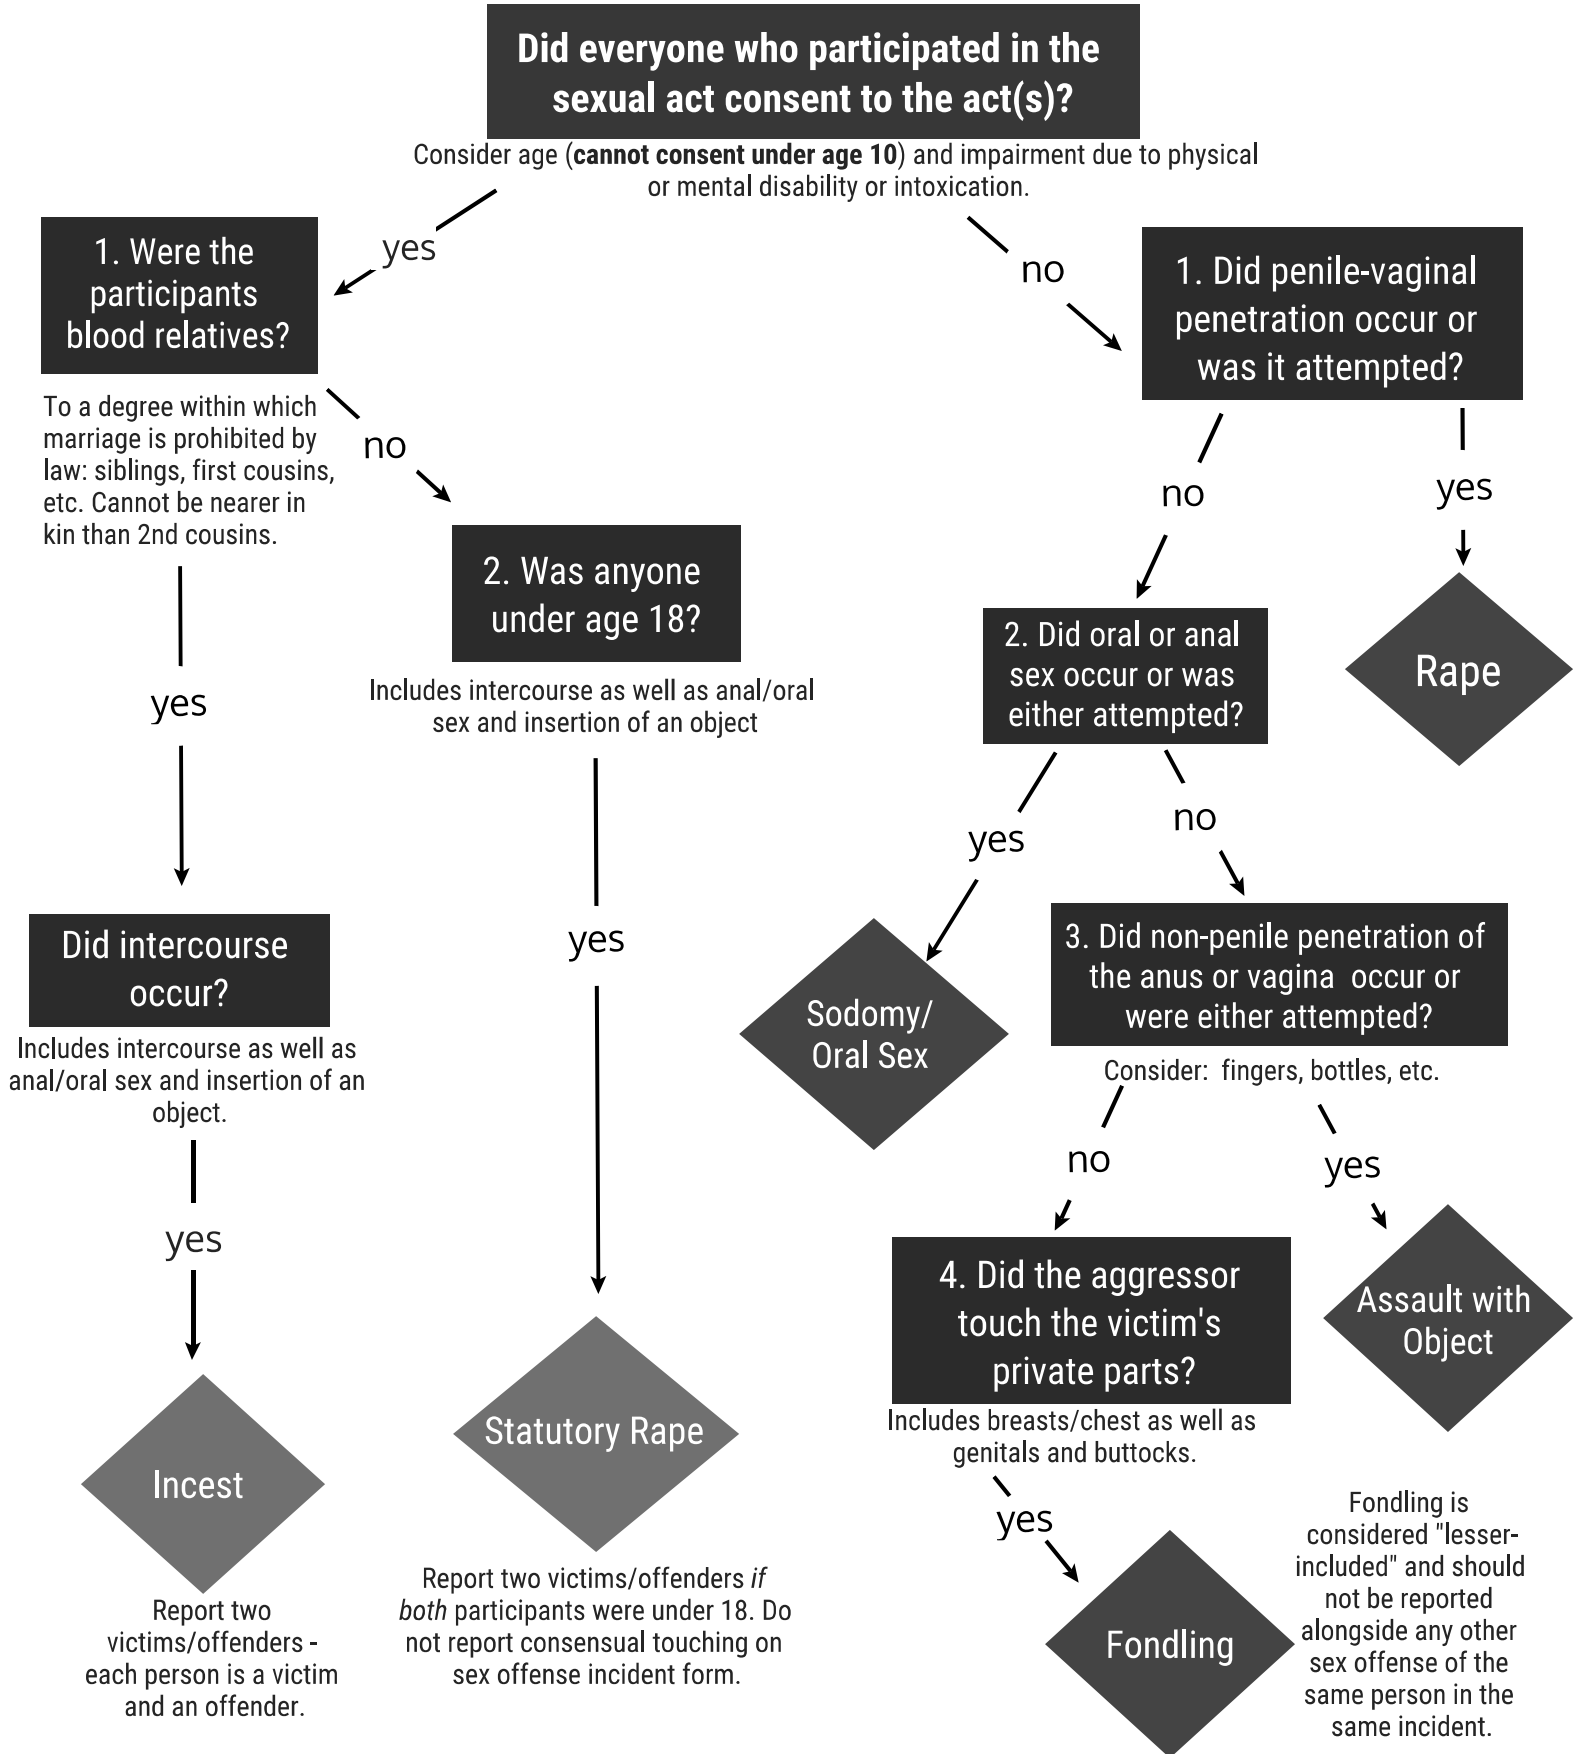 Did everyone who participated in the
sexual act consent to the act(s)?
Consider age (cannot consent under age 10) and impairment due to physical
or mental disability or intoxication.
yes
no
1. Were the
participants
blood relatives?
To a degree within which
marriage is prohibited by
law: siblings, first cousins,
etc. Cannot be nearer in
kin than 2nd cousins.
no
yes
2. Was anyone
under age 18?
Includes intercourse as well as anal/oral
sex and insertion of an object
yes
Did intercourse
occur?
Includes intercourse as well as
anal/oral sex and insertion of an
object.
yes
Incest
Report two
victims/offenders -
each person is a victim
and an offender.
Statutory Rape
Report two victims/offenders if
both participants were under 18. Do
not report consensual touching on
sex offense incident form.
1. Did penile-vaginal
penetration occur or
was it attempted?
no
yes
Rape
2. Did oral or anal
sex occur or was
either attempted?
yes
no
Sodomy/
Oral Sex
3. Did non-penile penetration of
the anus or vagina occur or
were either attempted?
Consider: fingers, bottles, etc.
no
yes
Assault with
Object
4. Did the aggressor
touch the victim's
private parts?
Includes breasts/chest as well as
genitals and buttocks.
yes
Fondling
Fondling is
considered "lesser-
included" and should
not be reported
alongside any other
sex offense of the
same person in the
same incident.